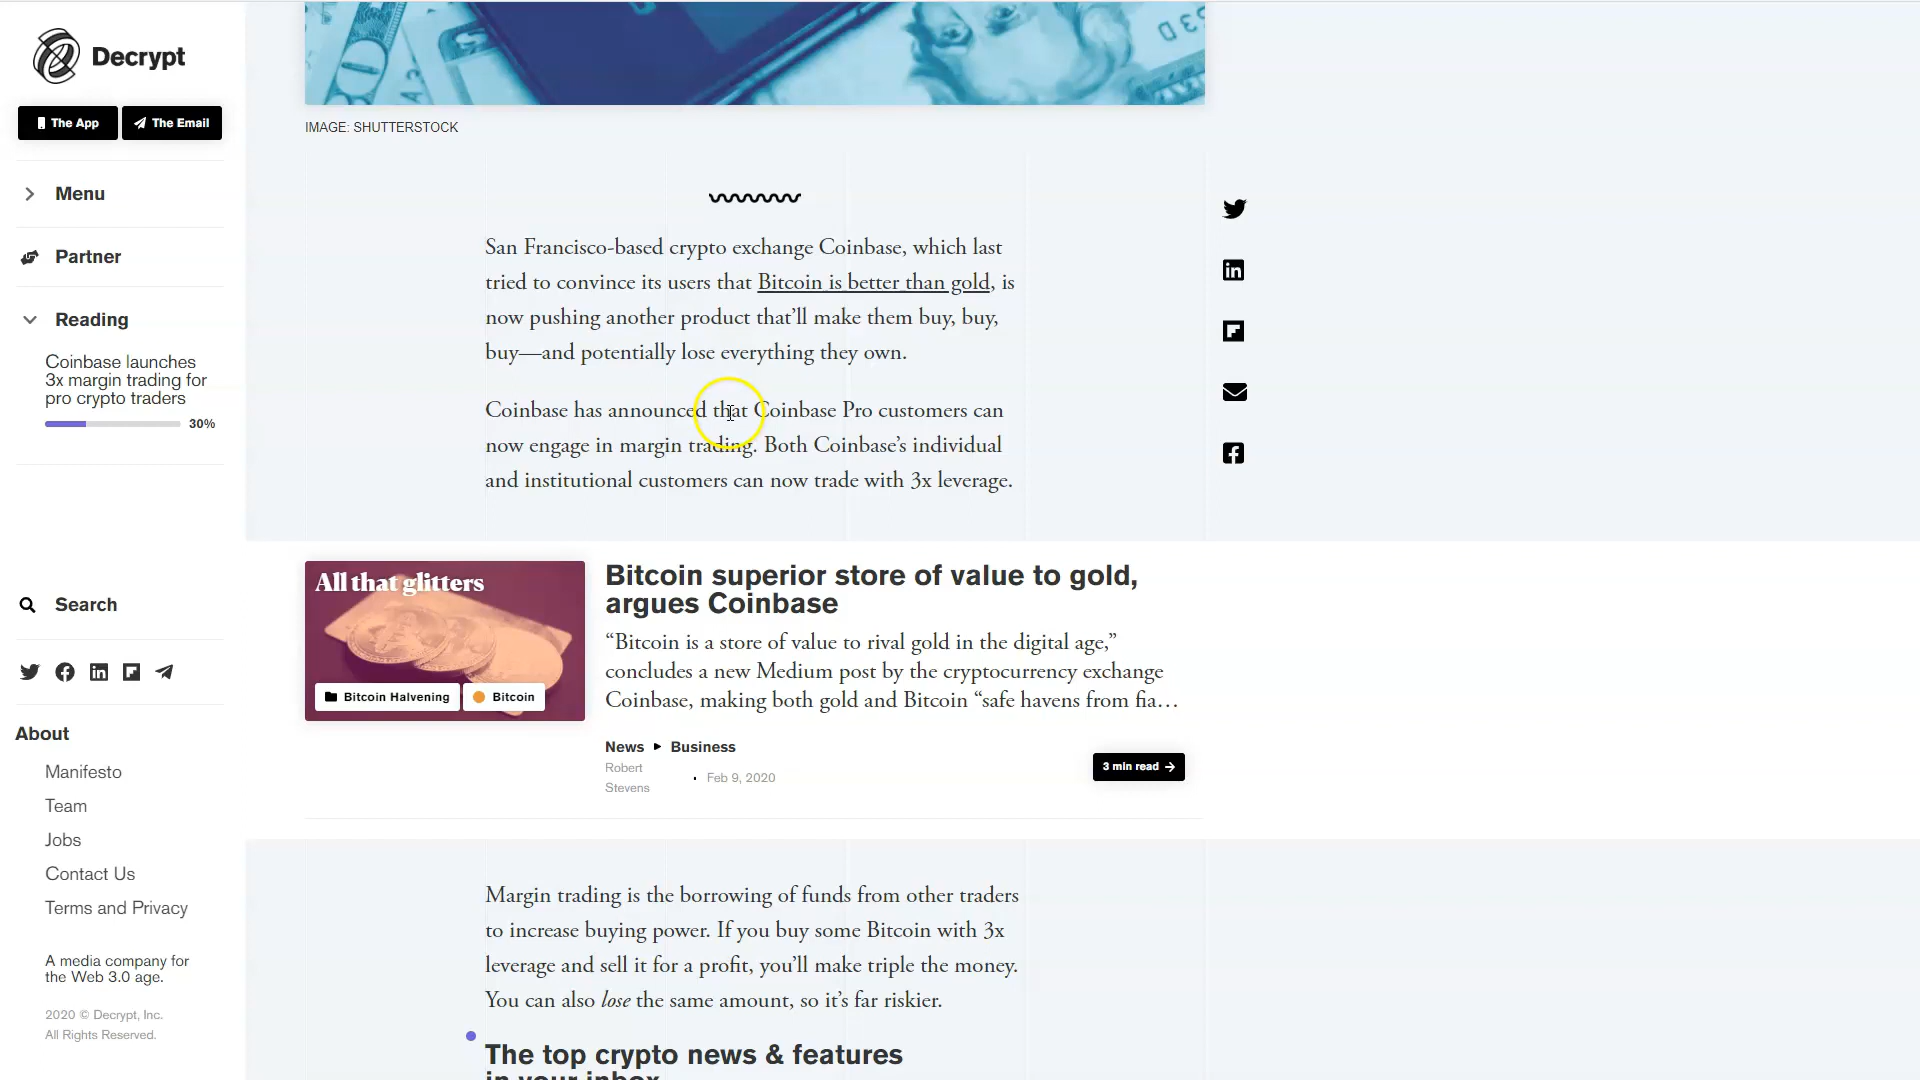 Decrypt
The App
The Email
Menu
Partner
Reading
Coinbase launches
3x margin trading for
pro crypto traders
30%
Search
About
Manifesto
Team
Jobs
Contact Us
Terms and Privacy
A media company for
the Web 3.0 age.
2020 © Decrypt, Inc.
All Rights Reserved.
IMAGE: SHUTTERSTOCK
San Francisco-based crypto exchange Coinbase, which last
tried to convince its users that Bitcoin is better than gold, is
now pushing another product that’ll make them buy, buy,
buy—and potentially lose everything they own.
Coinbase has announced that Coinbase Pro customers can
now engage in margin trading. Both Coinbase’s individual
and institutional customers can now trade with 3x leverage.
All that glitters
Bitcoin Halvening
Bitcoin
Bitcoin superior store of value to gold,
argues Coinbase
“Bitcoin is a store of value to rival gold in the digital age,”
concludes a new Medium post by the cryptocurrency exchange
Coinbase, making both gold and Bitcoin “safe havens from fia…
News ▸ Business
Robert
Stevens
• Feb 9, 2020
3 min read →
Margin trading is the borrowing of funds from other traders
to increase buying power. If you buy some Bitcoin with 3x
leverage and sell it for a profit, you’ll make triple the money.
You can also lose the same amount, so it’s far riskier.
The top crypto news & features
in your inbox